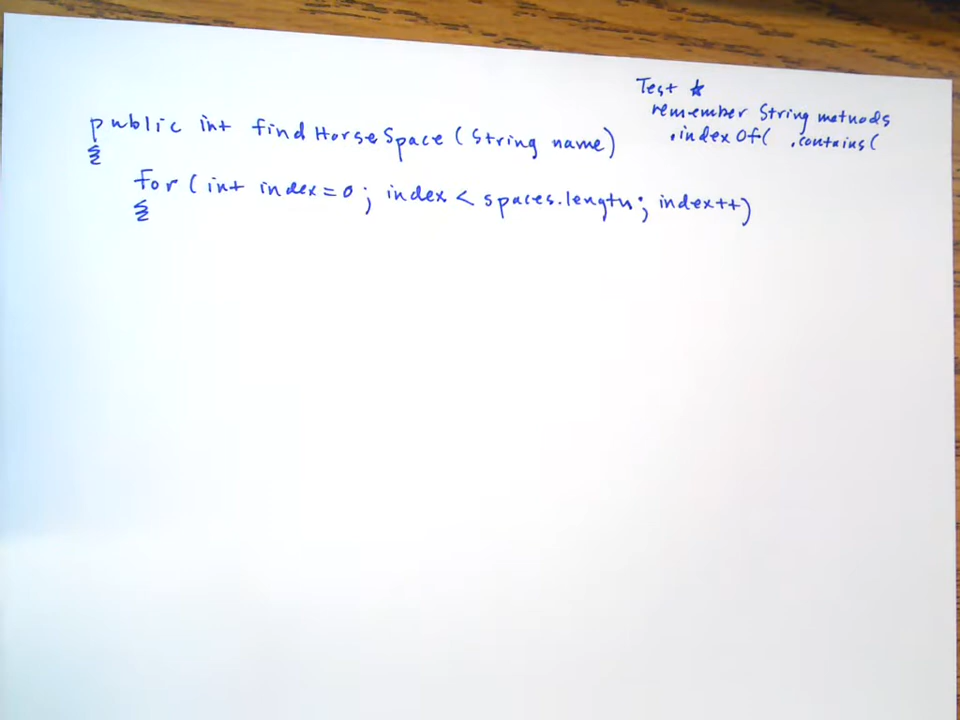 Test ☆
remember String methods
.indexOf( .contains(
public int findHorseSpace (String name)
{
for (int index=0; index < spaces.length; index++)
{